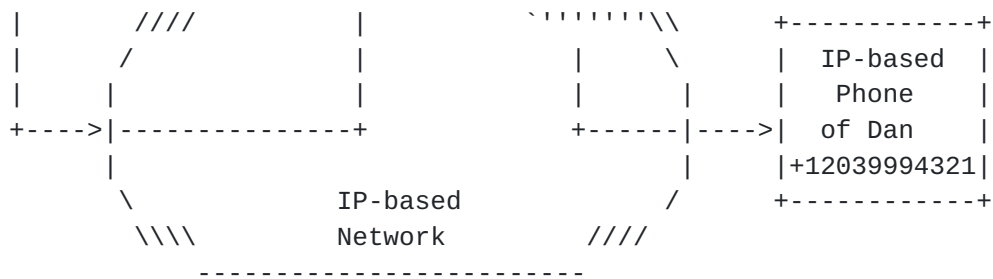 |       ////          |          `'''''''\\      +------------+
|      /              |             |     \      |  IP-based  |
|     |               |             |      |     |   Phone    |
+---->|---------------+             +------|---->|  of Dan    |
      |                                    |     |+12039994321|
       \             IP-based             /      +------------+
        \\\\         Network         ////
            -------------------------